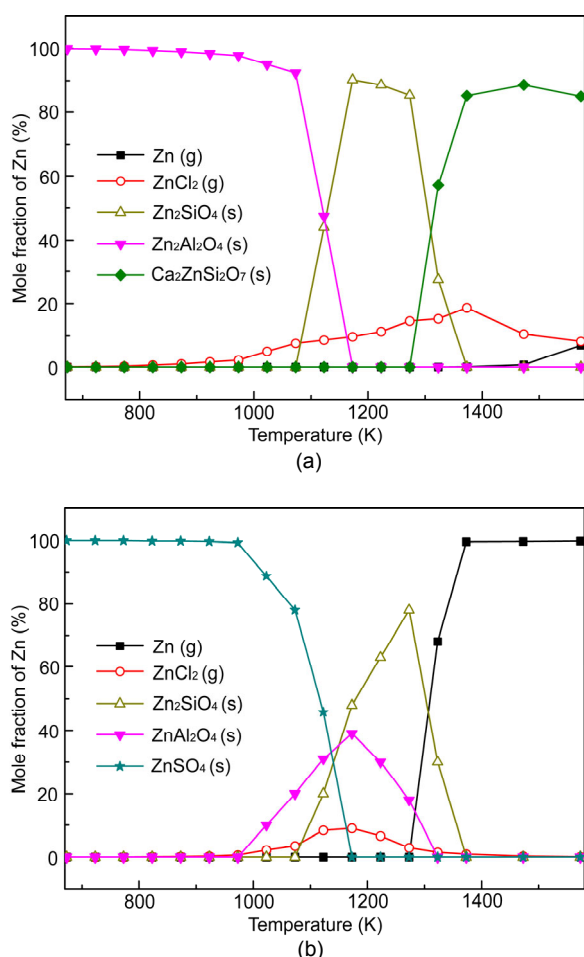 100
80
60
40
20
0
Mole fraction of Zn (%)
Zn (g)
ZnCl₂ (g)
Zn₂SiO₄ (s)
Zn₂Al₂O₄ (s)
Ca₂ZnSi₂O₇ (s)
800 1000 1200 1400
Temperature (K)
(a)
100
80
60
40
20
0
Mole fraction of Zn (%)
Zn (g)
ZnCl₂ (g)
Zn₂SiO₄ (s)
ZnAl₂O₄ (s)
ZnSO₄ (s)
800 1000 1200 1400
Temperature (K)
(b)